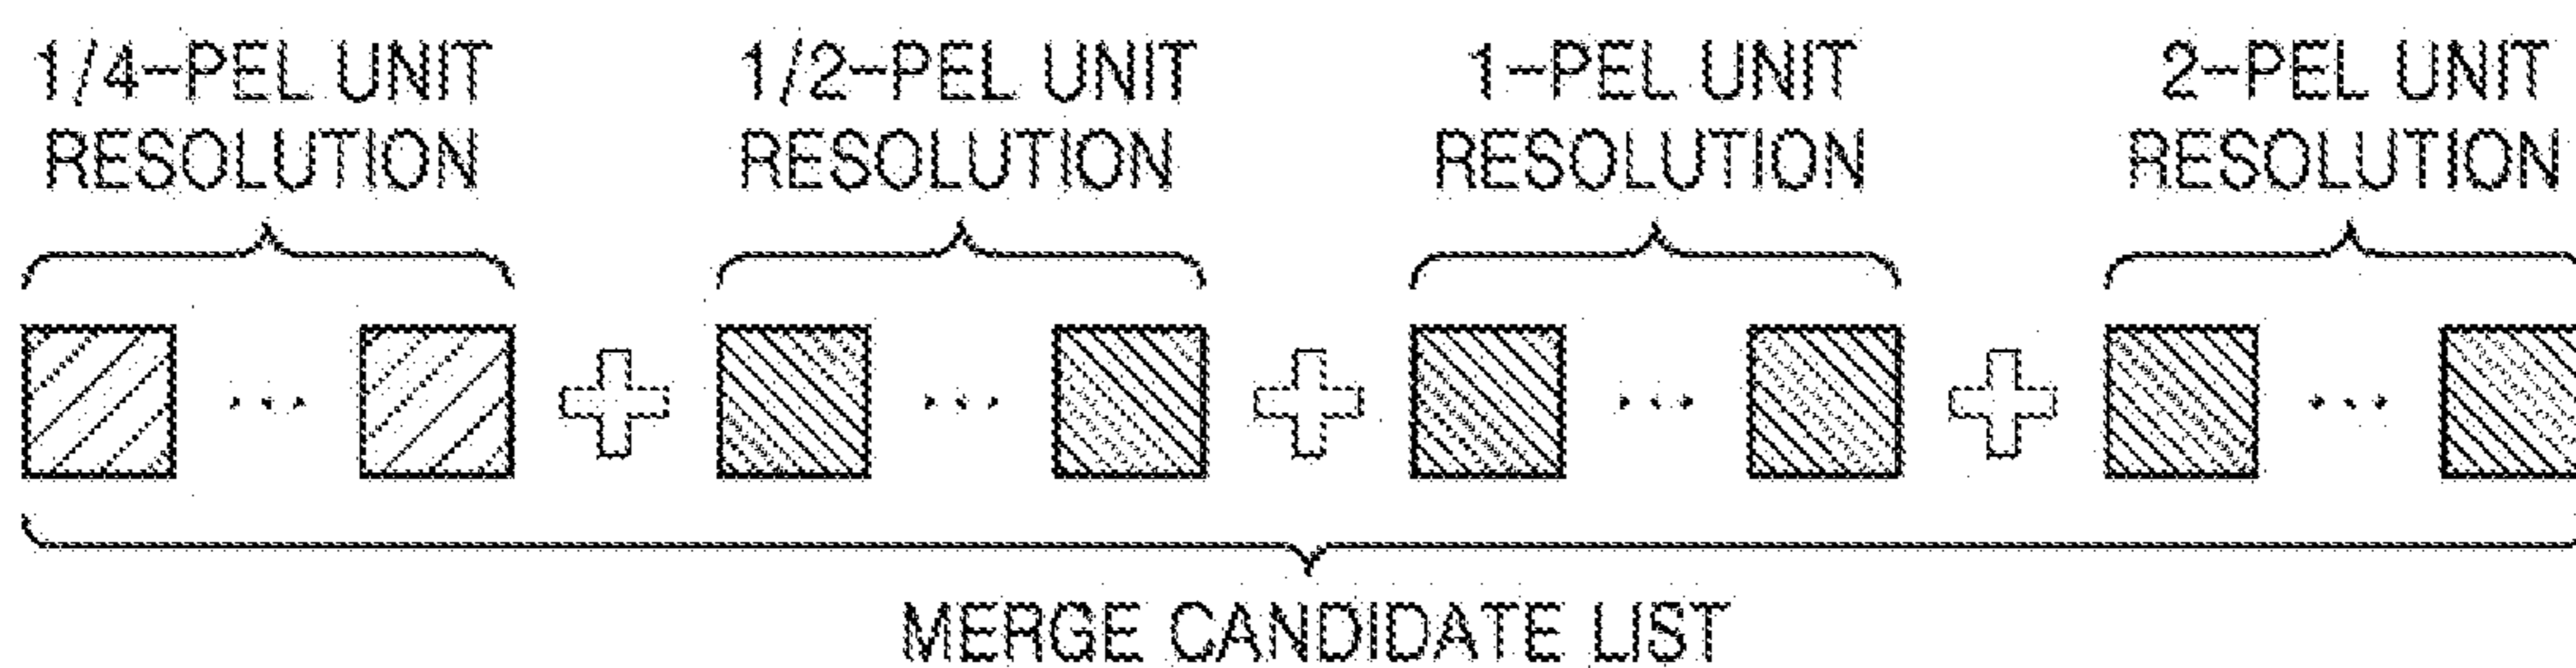 1/4-PEL UNIT
RESOLUTION
1/2-PEL UNIT
RESOLUTION
1-PEL UNIT
RESOLUTION
2-PEL UNIT
RESOLUTION
MERGE CANDIDATE LIST